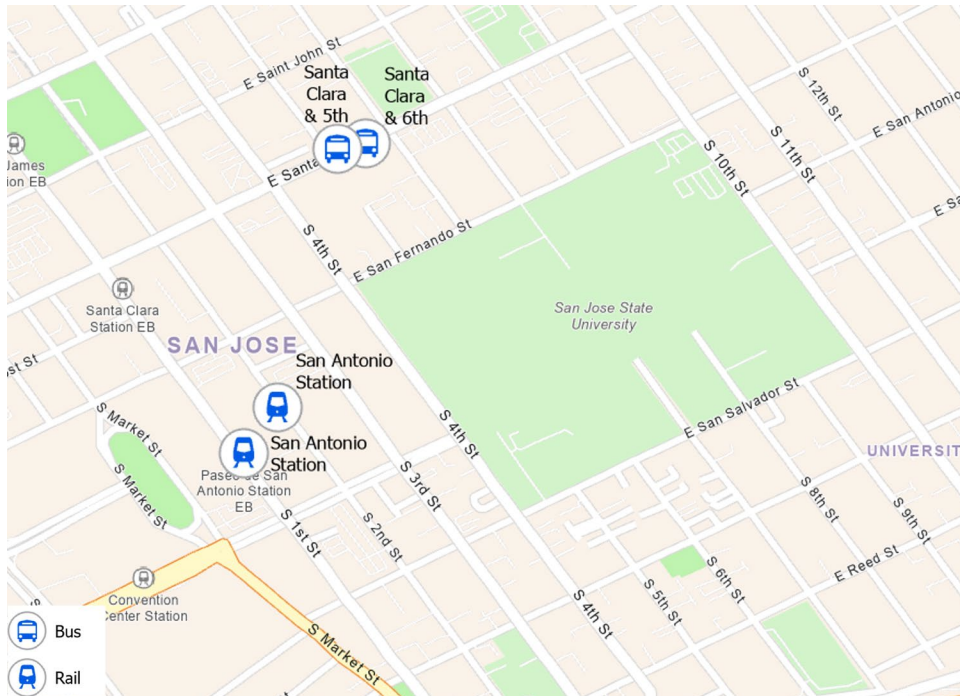 E Saint John St
Santa
Clara
& 5th
Santa
Clara
& 6th
S 12th St
E San Antonio
S 11th St
S 10th St
James
ion EB
E Santa
E Sa
S 4th St
E San Fernando St
Santa Clara
Station EB
San Jose State
University
SAN JOSE
st St
San Antonio
Station
E San Salvador St
S Market St
S 4th St
San Antonio
Station
UNIVERSIT
S Market St
Paseo de San
Antonio Station
EB
S 3rd St
S 8th St
S 9th St
S 1st St
S 2nd St
E Reed St
S 6th St
S 5th St
S 4th St
Convention
Center Station
S Market St
Bus
Rail